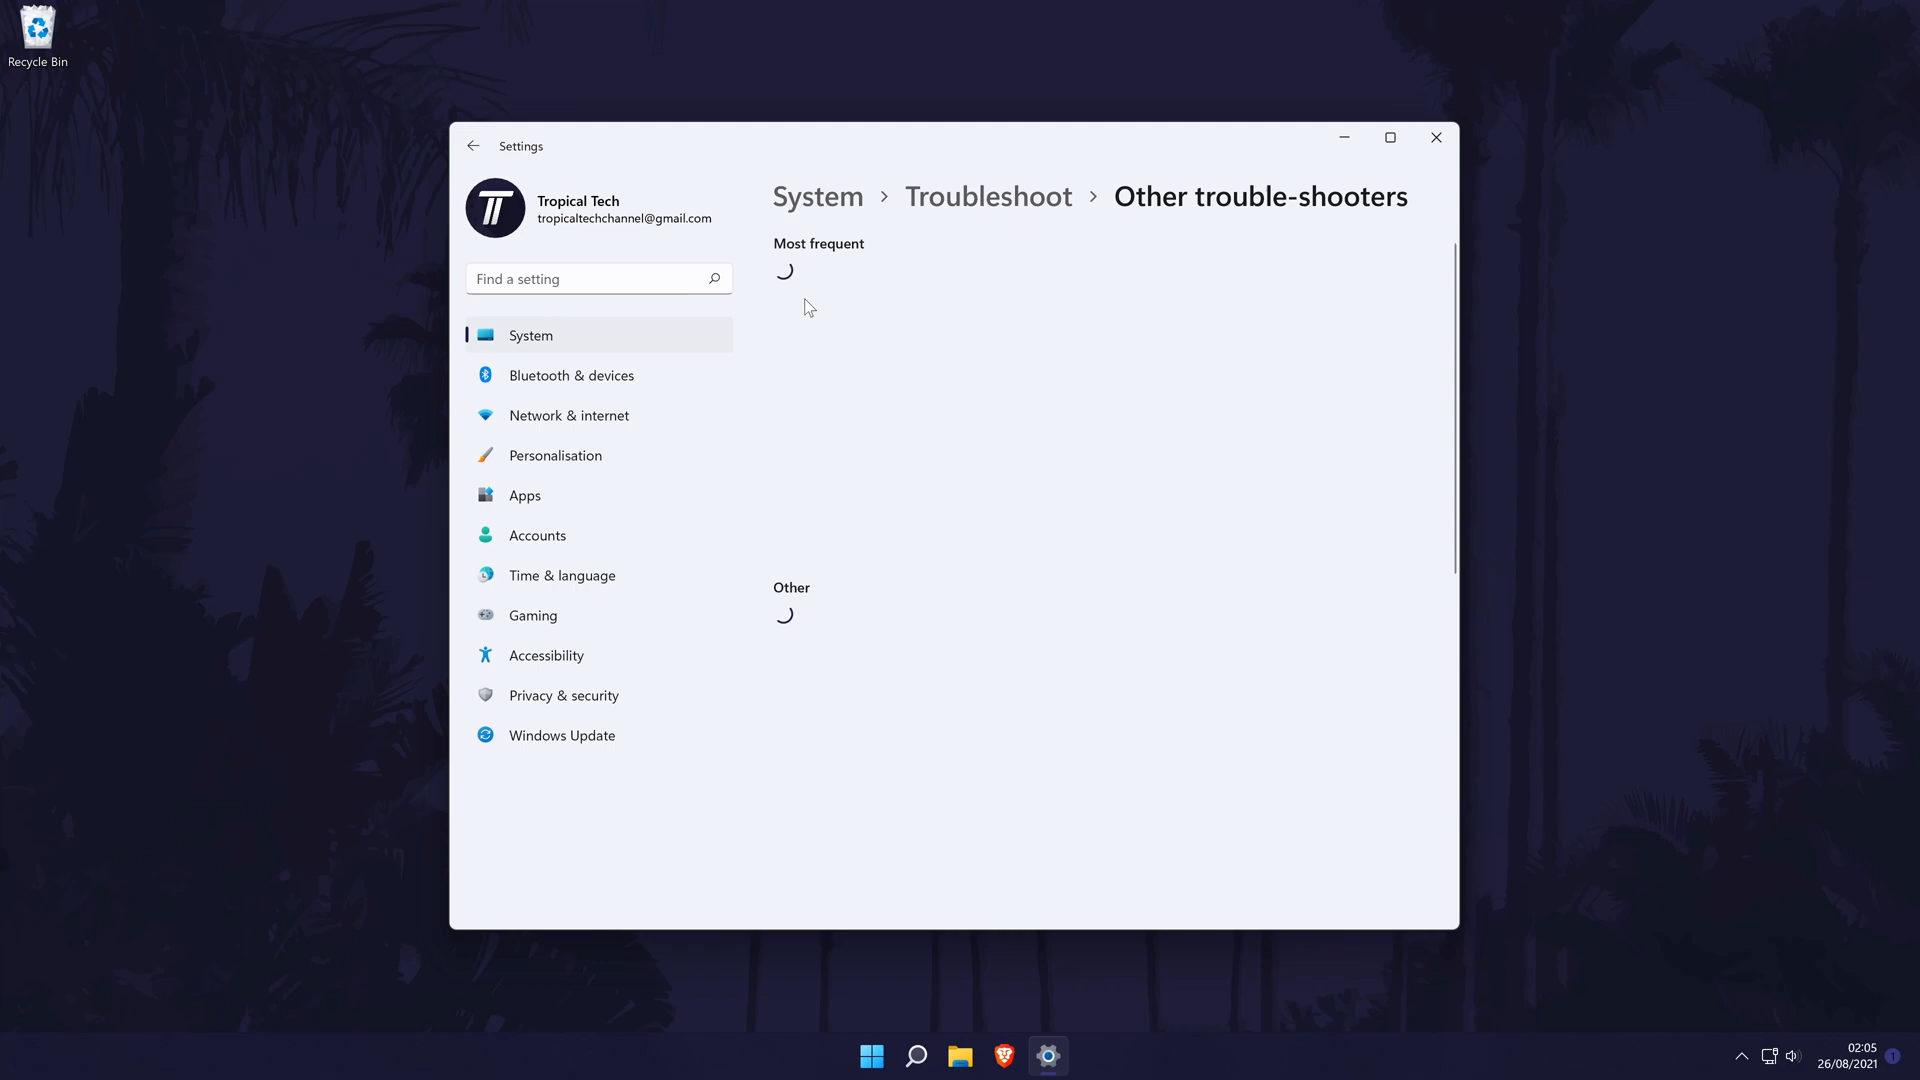 Recycle Bin
Settings
Tropical Tech
tropicaltechchannel@gmail.com
Find a setting
System
Bluetooth & devices
Network & internet
Personalisation
Apps
Accounts
Time & language
Gaming
Accessibility
Privacy & security
Windows Update
System > Troubleshoot > Other trouble-shooters
Most frequent
Other
02:05
26/08/2021
1